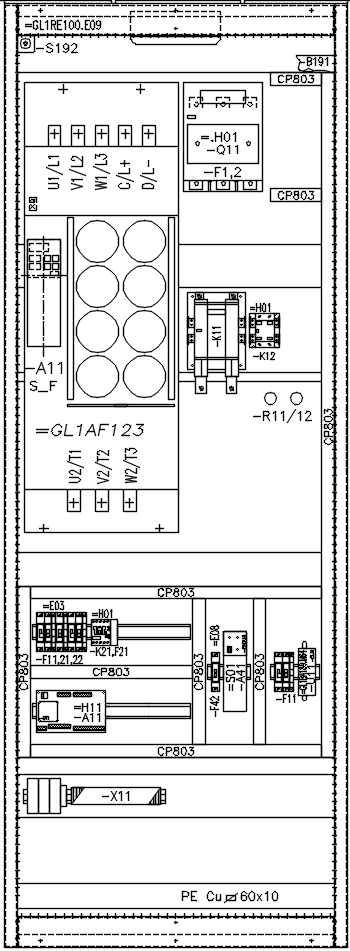 =GL1RE100.E09
-S192
-B191
CP803
U1/L1
V1/L2
W1/L3
C/L+
D/L-
=.H01
-Q11
-F1,2
CP803
-A11
S_F
-K11
=H01
-K12
-R11/12
CP803
=GL1AF123
U2/T1
V2/T2
W2/T3
CP803
=E03
=H01
-F11,21,22
-K21,F21
CP803
CP803
CP803
CP803
=E08
-F42
=S01
-A41
-F11
=H11
-A11
CP803
CP803
-X11
PE Cu 60x10